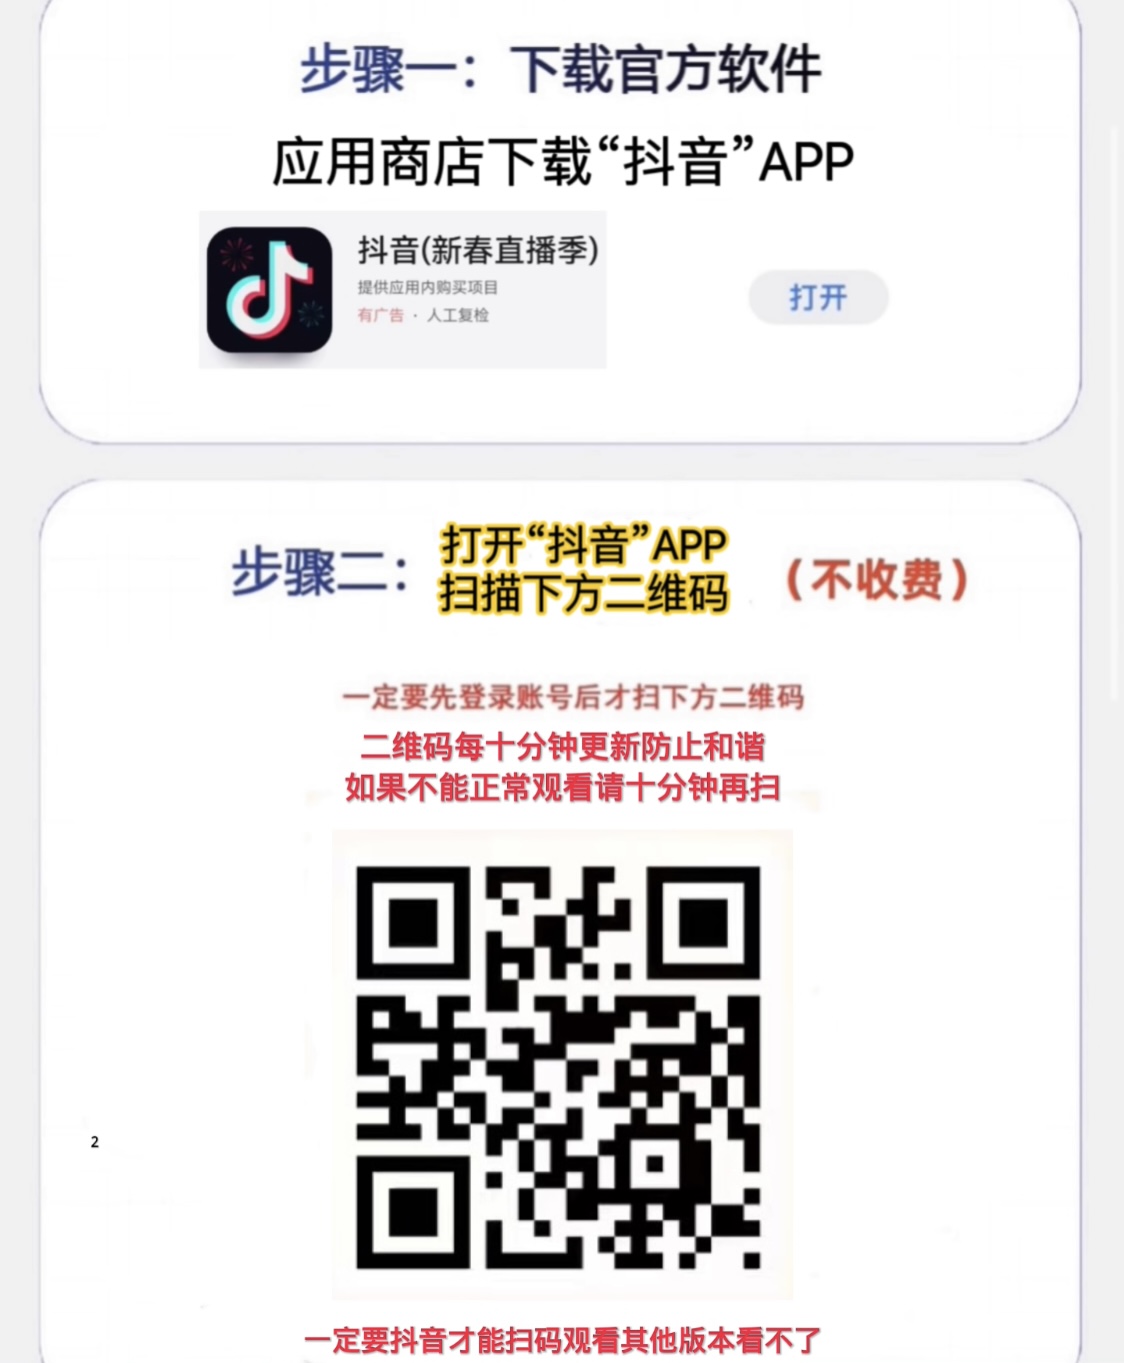 步骤一：下载官方软件
应用商店下载“抖音”APP
抖音(新春直播季)
提供应用内购买项目
有广告 · 人工复检
打开
步骤二：
打开“抖音”APP
扫描下方二维码
（不收费）
一定要先登录账号后才扫下方二维码
二维码每十分钟更新防止和谐
如果不能正常观看请十分钟再扫
2
一定要抖音才能扫码观看其他版本看不了